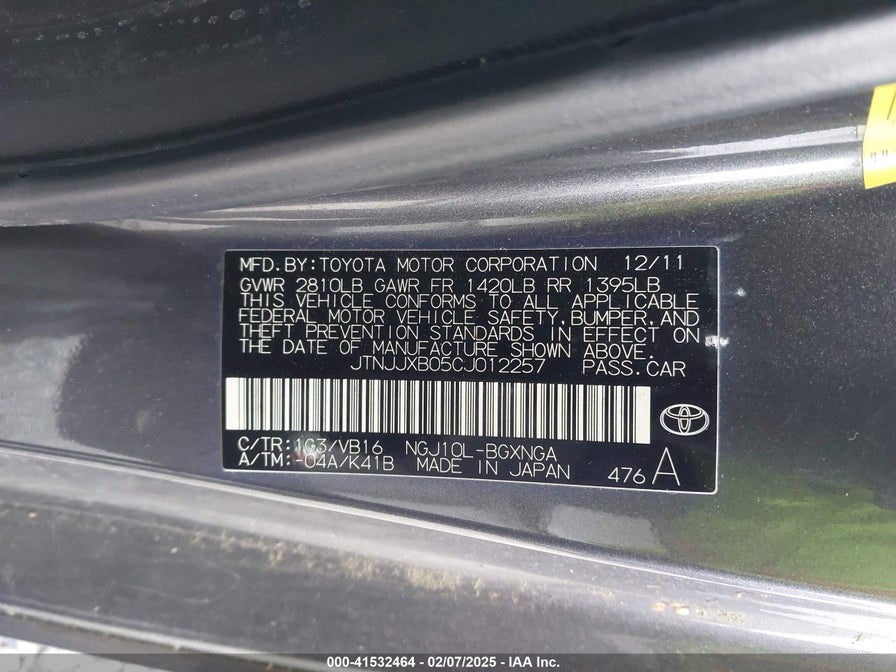 MFD.BY:TOYOTA MOTOR CORPORATION 12/11
GVWR 2810LB GAWR FR 1420LB RR 1395LB
THIS VEHICLE CONFORMS TO ALL APPLICABLE
FEDERAL MOTOR VEHICLE SAFETY,BUMPER,AND
THEFT PREVENTION STANDARDS IN EFFECT ON
THE DATE OF MANUFACTURE SHOWN ABOVE.
JTNJJXB05CJ012257 PASS.CAR
C/TR:1G3/VB16 NGJ10L-BGXNGA
A/TM:-04A/K41B MADE IN JAPAN
476 A
000-41532464 - 02/07/2025 - IAA Inc.